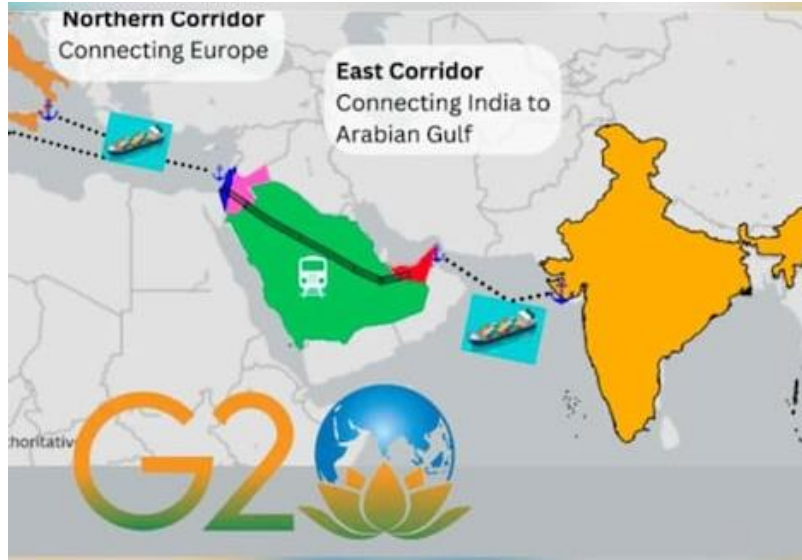 Northern Corridor
Connecting Europe
East Corridor
Connecting India to
Arabian Gulf
G20